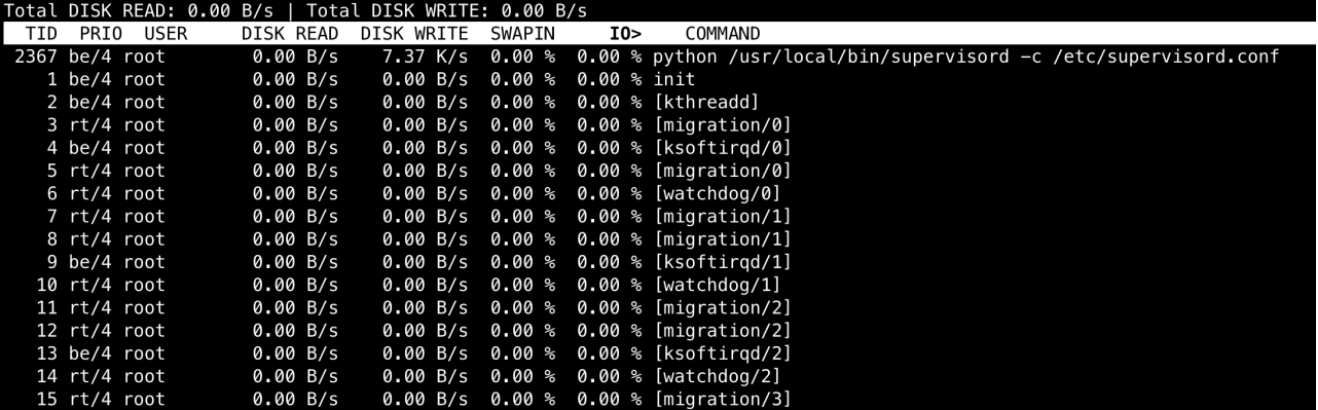 Total DISK READ: 0.00 B/s | Total DISK WRITE: 0.00 B/s
TID PRIO USER DISK READ DISK WRITE SWAPIN IO> COMMAND
2367 be/4 root 0.00 B/s 7.37 K/s 0.00 % 0.00 % python /usr/local/bin/supervisord -c /etc/supervisord.conf
1 be/4 root 0.00 B/s 0.00 B/s 0.00 % 0.00 % init
2 be/4 root 0.00 B/s 0.00 B/s 0.00 % 0.00 % [kthreadd]
3 rt/4 root 0.00 B/s 0.00 B/s 0.00 % 0.00 % [migration/0]
4 be/4 root 0.00 B/s 0.00 B/s 0.00 % 0.00 % [ksoftirqd/0]
5 rt/4 root 0.00 B/s 0.00 B/s 0.00 % 0.00 % [migration/0]
6 rt/4 root 0.00 B/s 0.00 B/s 0.00 % 0.00 % [watchdog/0]
7 rt/4 root 0.00 B/s 0.00 B/s 0.00 % 0.00 % [migration/1]
8 rt/4 root 0.00 B/s 0.00 B/s 0.00 % 0.00 % [migration/1]
9 be/4 root 0.00 B/s 0.00 B/s 0.00 % 0.00 % [ksoftirqd/1]
10 rt/4 root 0.00 B/s 0.00 B/s 0.00 % 0.00 % [watchdog/1]
11 rt/4 root 0.00 B/s 0.00 B/s 0.00 % 0.00 % [migration/2]
12 rt/4 root 0.00 B/s 0.00 B/s 0.00 % 0.00 % [migration/2]
13 be/4 root 0.00 B/s 0.00 B/s 0.00 % 0.00 % [ksoftirqd/2]
14 rt/4 root 0.00 B/s 0.00 B/s 0.00 % 0.00 % [watchdog/2]
15 rt/4 root 0.00 B/s 0.00 B/s 0.00 % 0.00 % [migration/3]